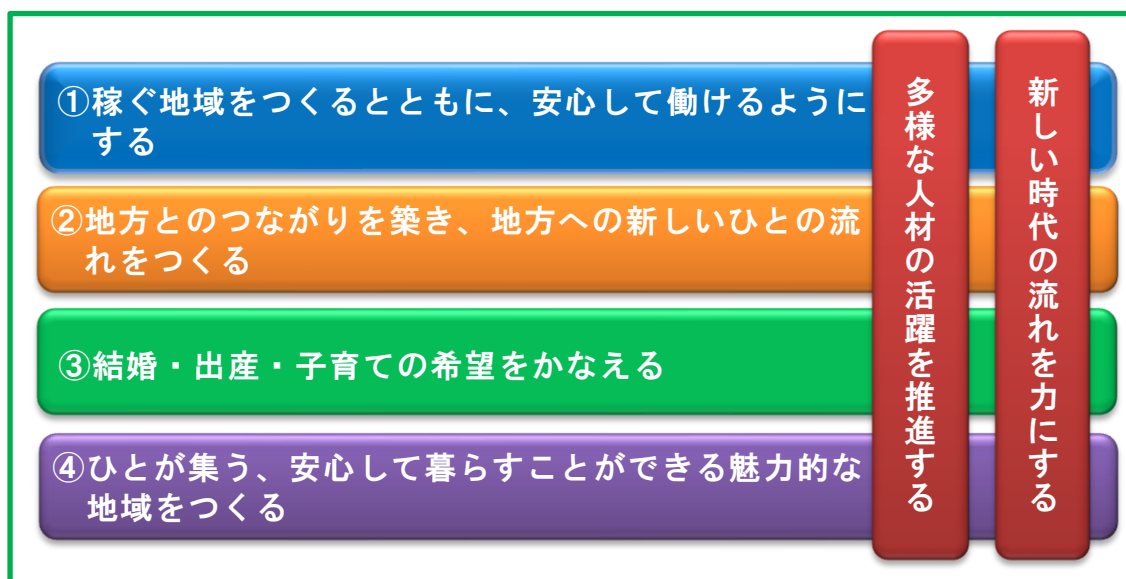 ①稼ぐ地域をつくるとともに、安心して働けるように
する
②地方とのつながりを築き、地方への新しいひとの流
れをつくる
③結婚・出産・子育ての希望をかなえる
④ひとが集う、安心して暮らすことができる魅力的な
地域をつくる
多様な人材の活躍を推進する
新しい時代の流れを力にする